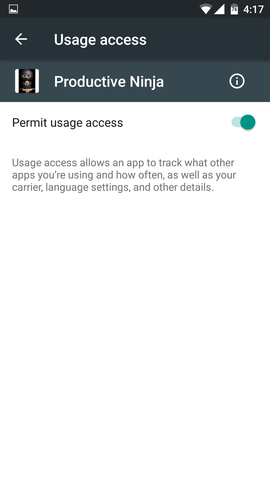 4:17
Usage access
Productive Ninja
Permit usage access
Usage access allows an app to track what other
apps you're using and how often, as well as your
carrier, language settings, and other details.